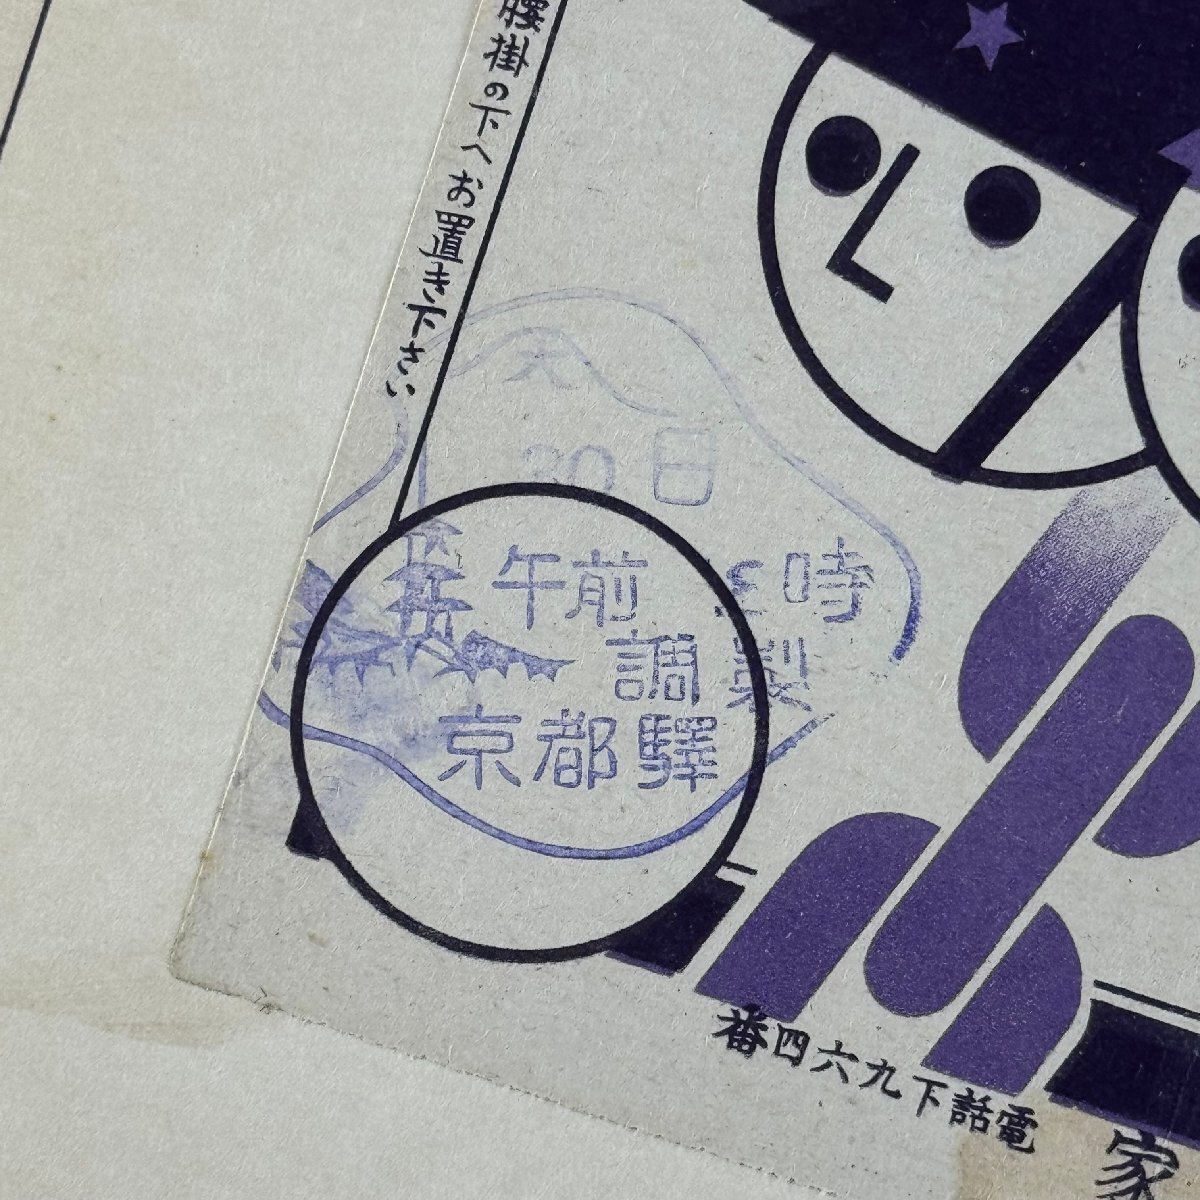 腰掛の下へお置き下さい
30日
午前 時
調製
京都驛
番四六九下話電
家